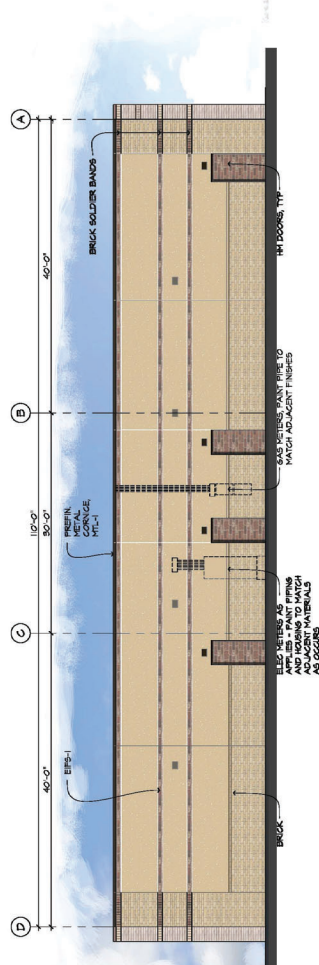 D
C
B
A
110'-0"
40'-0"
30'-0"
40'-0"
EIFS-1
PREFIN.
METAL
CORNICE,
MTL-1
BRICK SOLDIER BANDS
BRICK
ELEC METERS AS
APPLIES - PAINT PIPING
AND HOUSING TO MATCH
ADJACENT MATERIALS
AS OCCURS
GAS METERS, PAINT PIPE TO
MATCH ADJACENT FINISHES
HM DOORS, TYP